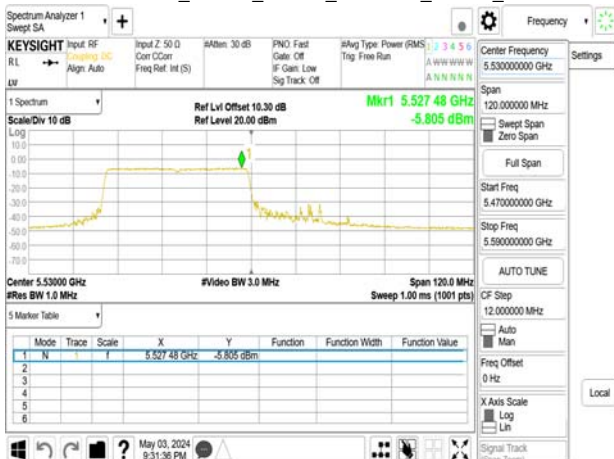 Spectrum Analyzer 1
Swept SA
Frequency
KEYSIGHT
RL
Input: RF
Coupling: DC
Align: Auto
Input Z: 50 Ω
Corr CCorr
Freq Ref: Int (S)
#Atten: 30 dB
PNO: Fast
Gate: Off
IF Gain: Low
Sig Track: Off
#Avg Type: Power (RMS
Trig: Free Run
1 2 3 4 5 6
A W W W W W
A N N N N N
Center Frequency
5.530000000 GHz
Settings
Span
120.000000 MHz
Swept Span
Zero Span
Full Span
Start Freq
5.470000000 GHz
Stop Freq
5.590000000 GHz
AUTO TUNE
CF Step
12.000000 MHz
Auto
Man
Freq Offset
0 Hz
X Axis Scale
Log
Lin
Signal Track
Local
1 Spectrum
Scale/Div 10 dB
Ref Lvl Offset 10.30 dB
Ref Level 20.00 dBm
Mkr1 5.527 48 GHz
-5.805 dBm
Log
10.0
0.00
-10.0
-20.0
-30.0
-40.0
-50.0
-60.0
-70.0
1
Center 5.53000 GHz
#Res BW 1.0 MHz
#Video BW 3.0 MHz
Span 120.0 MHz
Sweep 1.00 ms (1001 pts)
5 Marker Table
Mode Trace Scale X Y Function Function Width Function Value
1 N 1 f 5.527 48 GHz -5.805 dBm
2
3
4
5
6
?
May 03, 2024
9:31:36 PM